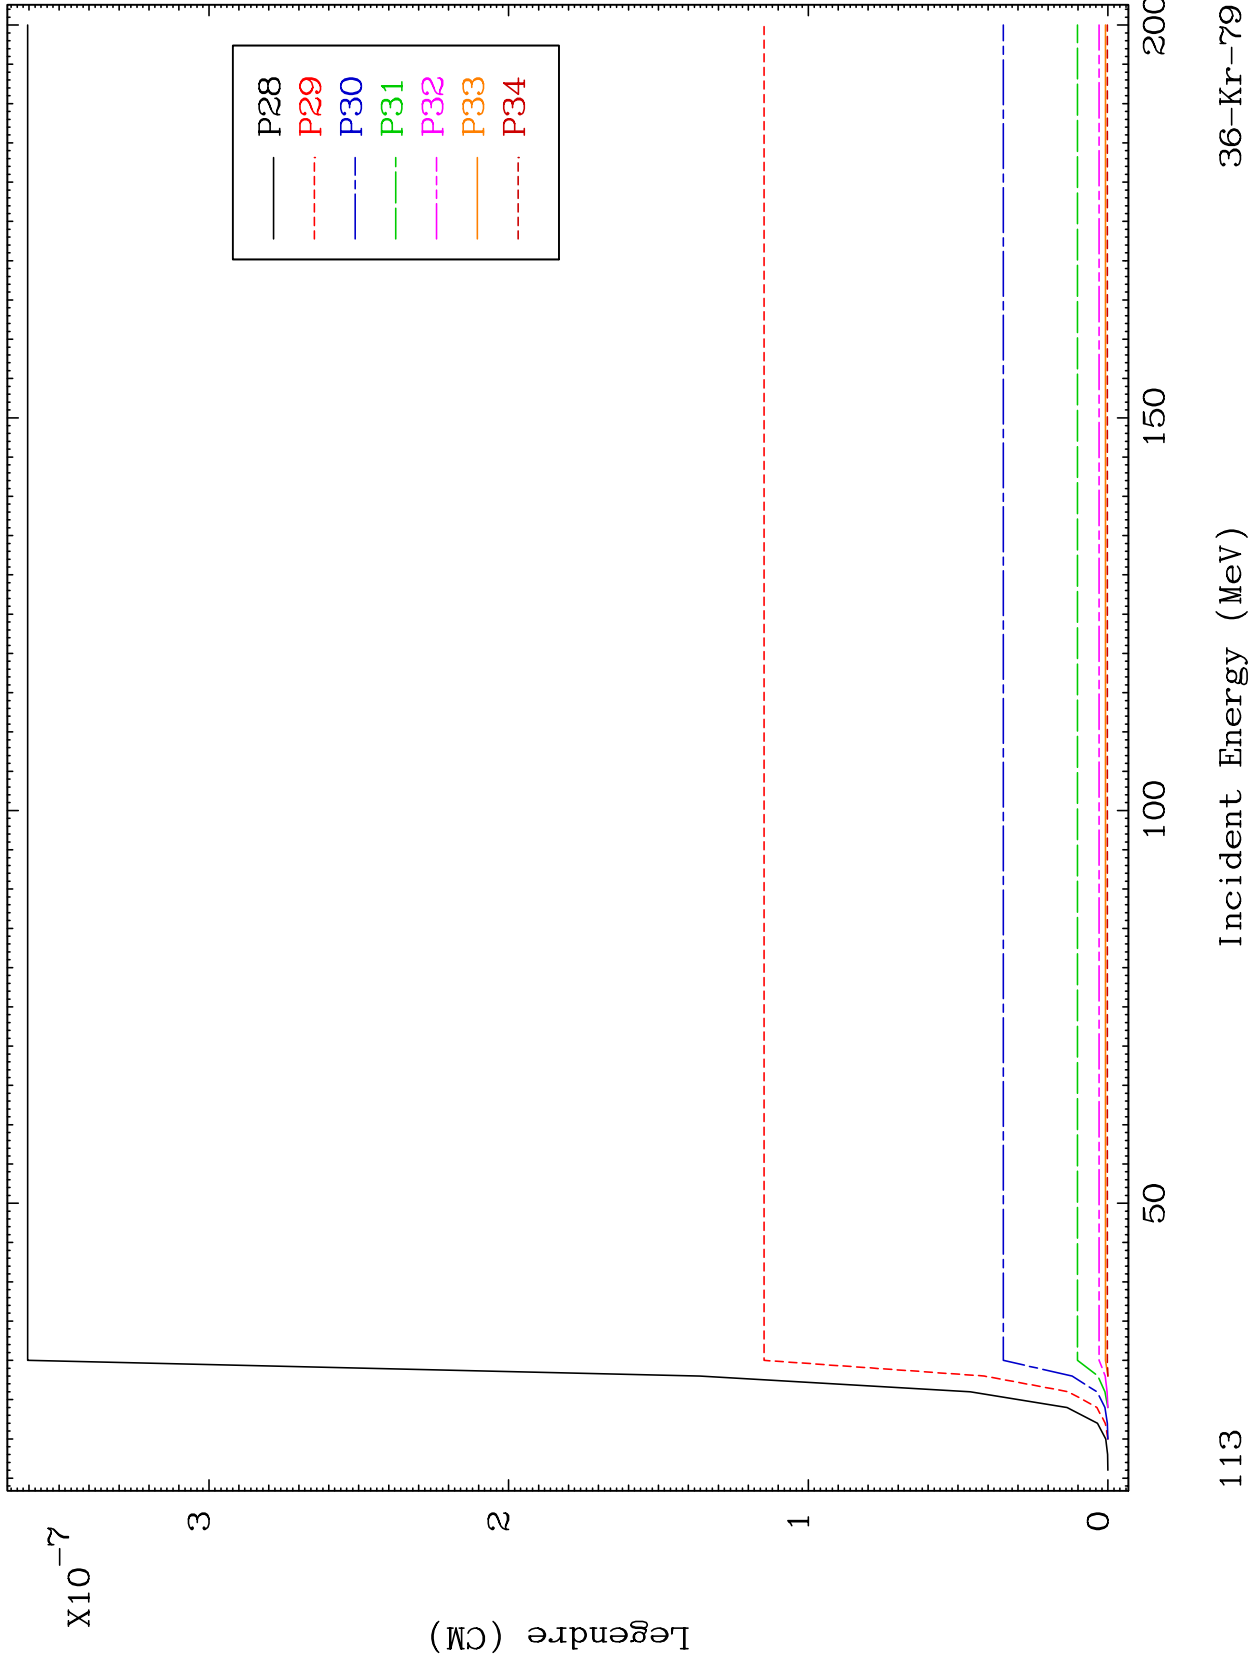 X10^-7
3
2
1
0
Legendre (CM)
P28
P29
P30
P31
P32
P33
P34
50
100
150
200
Incident Energy (MeV)
113
36-Kr-79